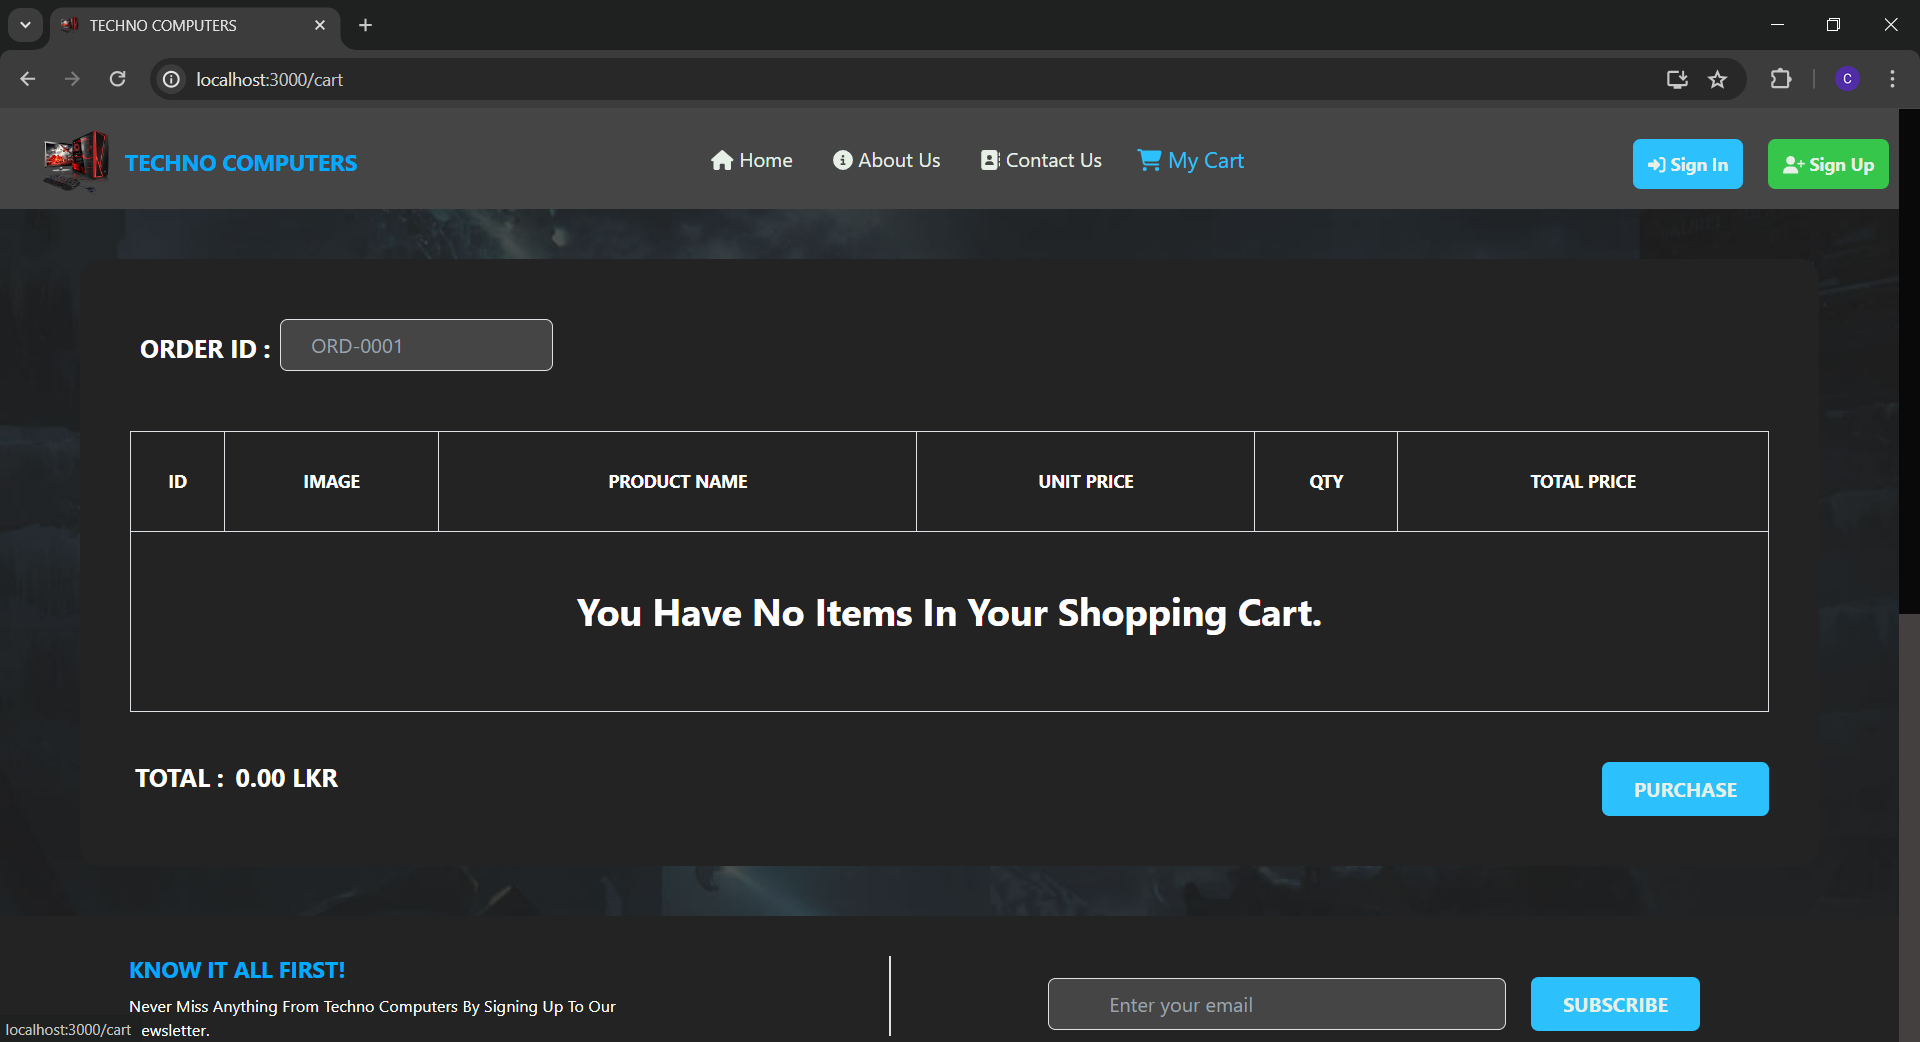 TECHNO COMPUTERS
localhost:3000/cart
C
TECHNO COMPUTERS
Home About Us Contact Us My Cart
Sign In Sign Up
ORDER ID : ORD-0001
ID IMAGE PRODUCT NAME UNIT PRICE QTY TOTAL PRICE
You Have No Items In Your Shopping Cart.
TOTAL : 0.00 LKR
PURCHASE
KNOW IT ALL FIRST!
Never Miss Anything From Techno Computers By Signing Up To Our
ewsletter.
Enter your email
SUBSCRIBE
localhost:3000/cart